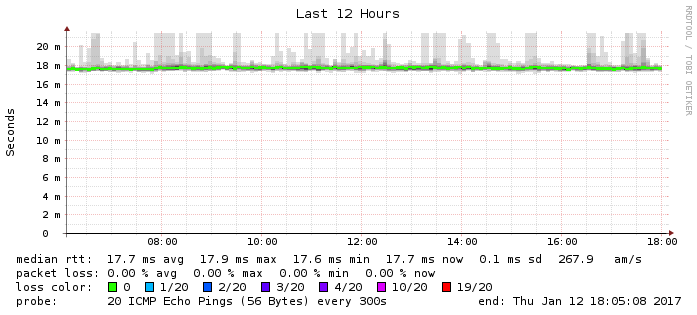 Last 12 Hours
RRDTOOL / TOBI OETIKER
Seconds
20 m
18 m
16 m
14 m
12 m
10 m
8 m
6 m
4 m
2 m
0
08:00 10:00 12:00 14:00 16:00 18:00
median rtt: 17.7 ms avg 17.9 ms max 17.6 ms min 17.7 ms now 0.1 ms sd 267.9 am/s
packet loss: 0.00 % avg 0.00 % max 0.00 % min 0.00 % now
loss color: 0 1/20 2/20 3/20 4/20 10/20 19/20
probe: 20 ICMP Echo Pings (56 Bytes) every 300s end: Thu Jan 12 18:05:08 2017